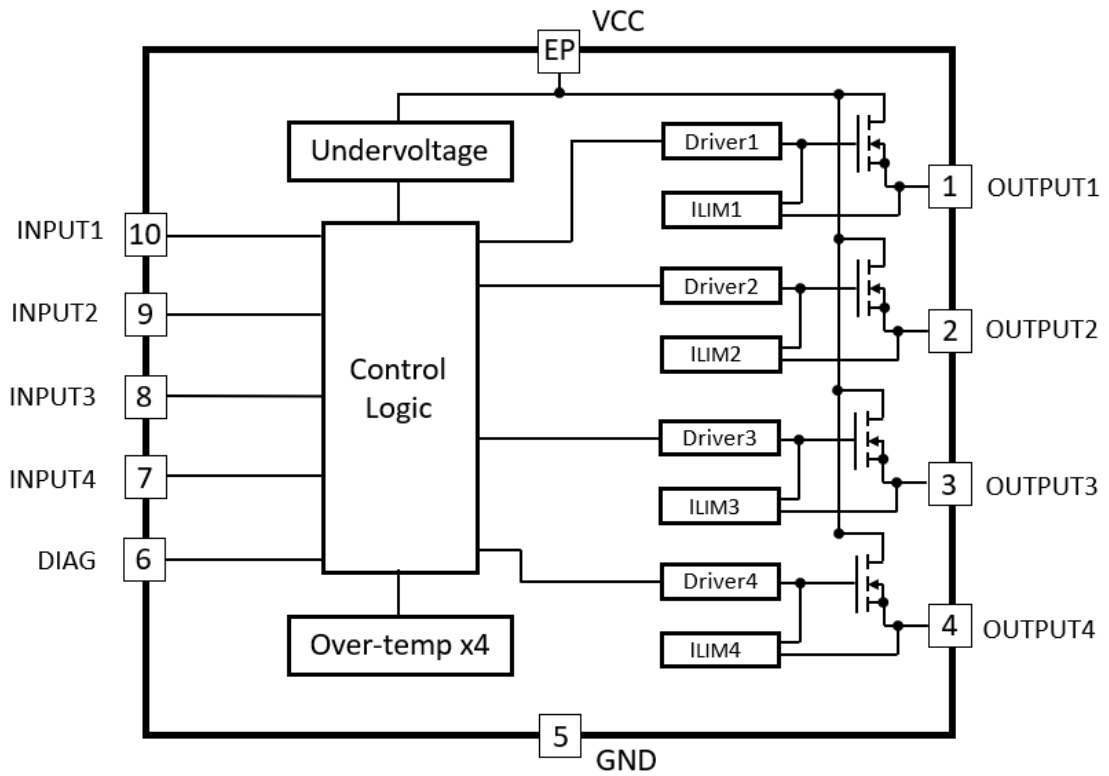 VCC
EP
Undervoltage
Driver1
ILIM1
1
OUTPUT1
INPUT1
10
Driver2
ILIM2
2
OUTPUT2
INPUT2
9
Control
Logic
INPUT3
8
Driver3
ILIM3
3
OUTPUT3
INPUT4
7
DIAG
6
Driver4
ILIM4
4
OUTPUT4
Over-temp x4
5
GND